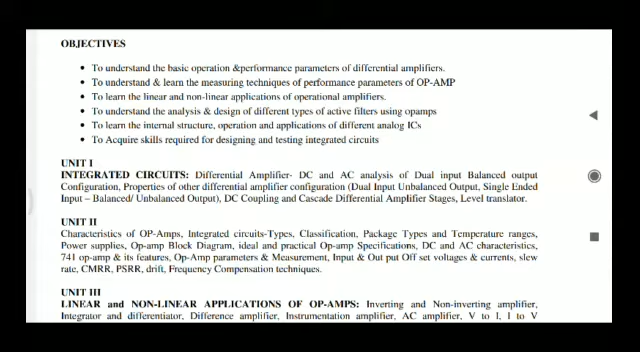 OBJECTIVES
• To understand the basic operation &performance parameters of differential amplifiers.
• To understand & learn the measuring techniques of performance parameters of OP-AMP
• To learn the linear and non-linear applications of operational amplifiers.
• To understand the analysis & design of different types of active filters using opamps
• To learn the internal structure, operation and applications of different analog ICs
• To Acquire skills required for designing and testing integrated circuits
UNIT I
INTEGRATED CIRCUITS: Differential Amplifier- DC and AC analysis of Dual input Balanced output
Configuration, Properties of other differential amplifier configuration (Dual Input Unbalanced Output, Single Ended
Input – Balanced/ Unbalanced Output), DC Coupling and Cascade Differential Amplifier Stages, Level translator.
UNIT II
Characteristics of OP-Amps, Integrated circuits-Types, Classification, Package Types and Temperature ranges,
Power supplies, Op-amp Block Diagram, ideal and practical Op-amp Specifications, DC and AC characteristics,
741 op-amp & its features, Op-Amp parameters & Measurement, Input & Out put Off set voltages & currents, slew
rate, CMRR, PSRR, drift, Frequency Compensation techniques.
UNIT III
LINEAR and NON-LINEAR APPLICATIONS OF OP-AMPS: Inverting and Non-inverting amplifier,
Integrator and differentiator, Difference amplifier, Instrumentation amplifier, AC amplifier, V to I, I to V